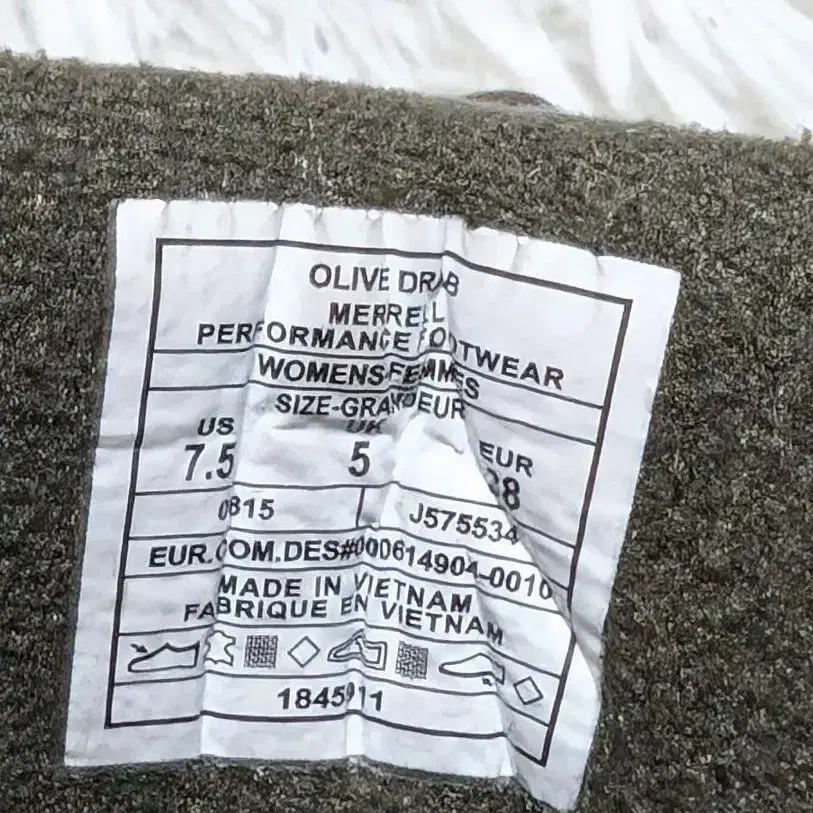 OLIVE DRAB
MERRELL
PERFORMANCE FOOTWEAR
WOMENS-FEMMES
SIZE-GRANDEUR
US UK EUR
7.5 5 38
0815 J575534
EUR.COM.DES#000614904-0010
MADE IN VIETNAM
FABRIQUE EN VIETNAM